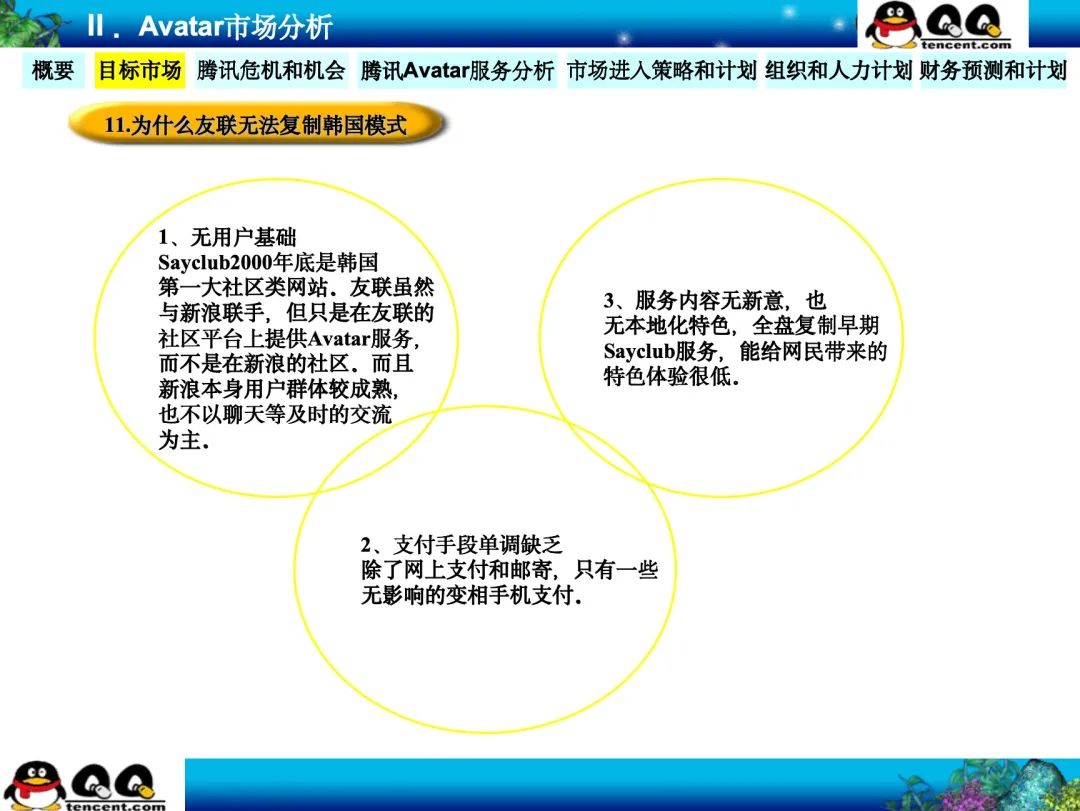 II．Avatar市场分析
QQ
tencent.com
概要 目标市场 腾讯危机和机会 腾讯Avatar服务分析 市场进入策略和计划 组织和人力计划 财务预测和计划
11.为什么友联无法复制韩国模式
1、无用户基础
Sayclub2000年底是韩国
第一大社区类网站．友联虽然
与新浪联手，但只是在友联的
社区平台上提供Avatar服务，
而不是在新浪的社区．而且
新浪本身用户群体较成熟，
也不以聊天等及时的交流
为主．
3、服务内容无新意，也
无本地化特色，全盘复制早期
Sayclub服务，能给网民带来的
特色体验很低．
2、支付手段单调缺乏
除了网上支付和邮寄，只有一些
无影响的变相手机支付．
QQ
tencent.com